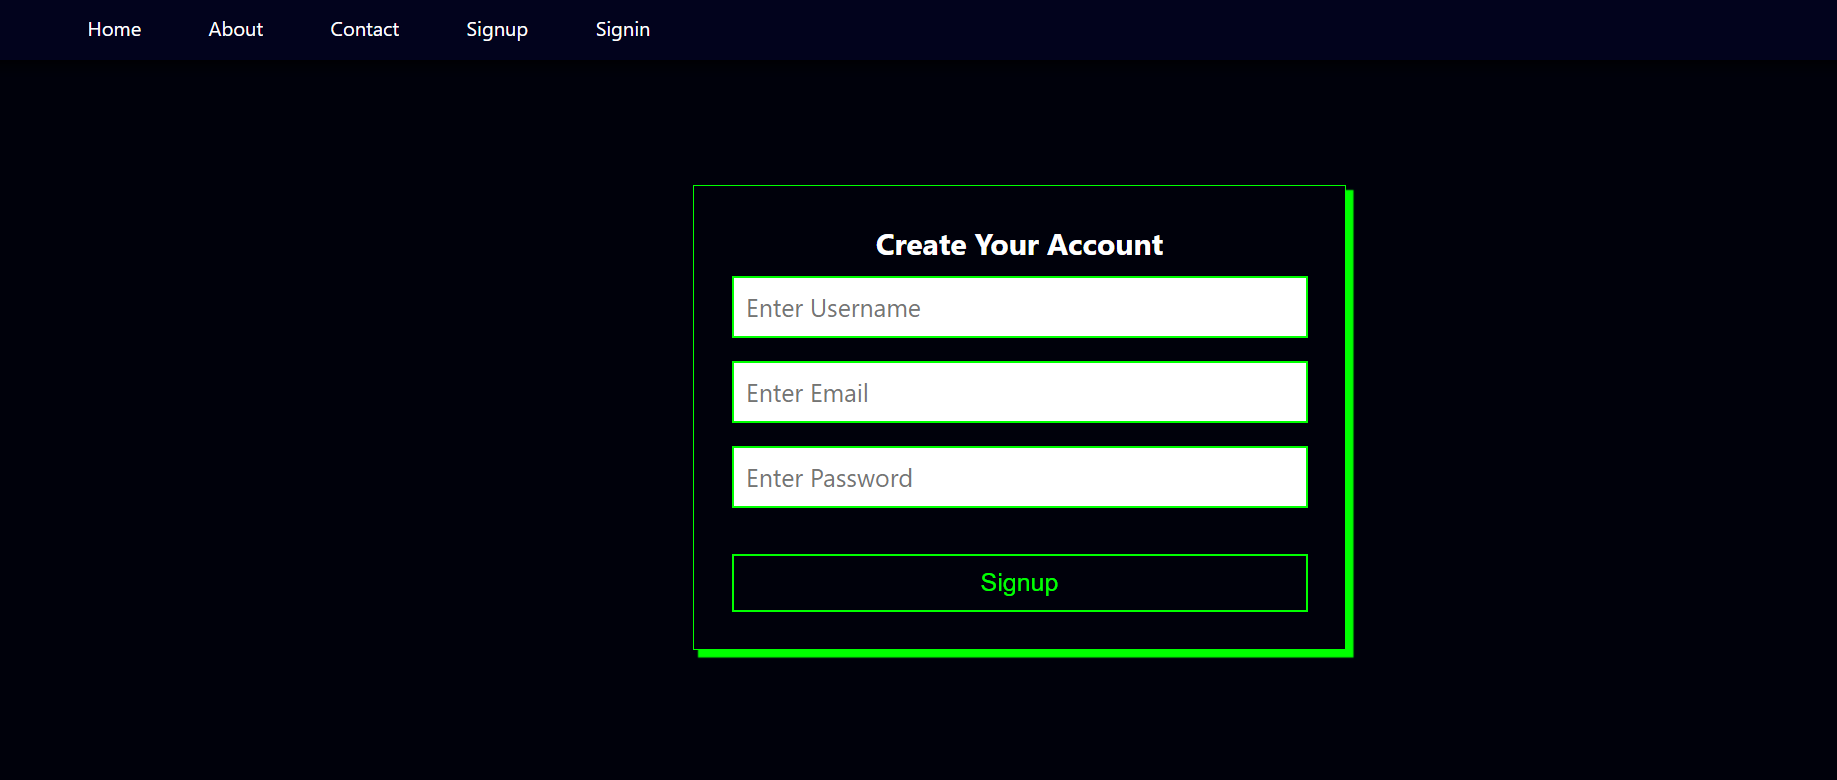 Home About Contact Signup Signin
Create Your Account
Enter Username
Enter Email
Enter Password
Signup